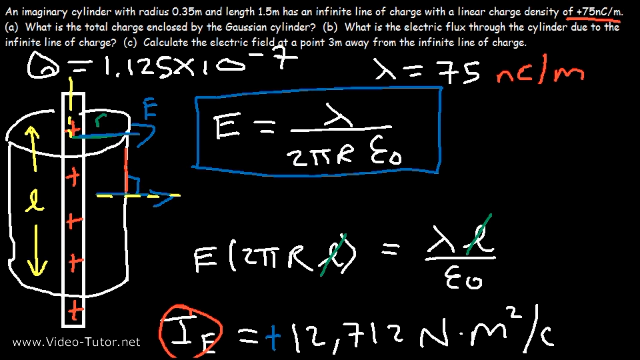 An imaginary cylinder with radius 0.35m and length 1.5m has an infinite line of charge with a linear charge density of +75nC/m.
(a) What is the total charge enclosed by the Gaussian cylinder? (b) What is the electric flux through the cylinder due to the
infinite line of charge? (c) Calculate the electric field at a point 3m away from the infinite line of charge.
Q = 1.125 × 10^-7
λ = 75 nC/m
E
r
+
E = λ / 2πR ε0
+
l
+
+
E (2πR l) = λ l / ε0
+
I_E = +12,712 N·m²/C
www.Video-Tutor.net